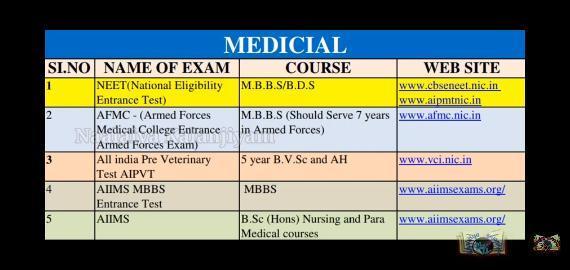 MEDICIAL
SI.NO NAME OF EXAM COURSE WEB SITE
1 NEET(National Eligibility Entrance Test) M.B.B.S/B.D.S www.cbseneet.nic.in www.aipmtnic.in
2 AFMC - (Armed Forces Medical College Entrance Armed Forces Exam) M.B.B.S (Should Serve 7 years in Armed Forces) www.afmc.nic.in
3 All india Pre Veterinary Test AIPVT 5 year B.V.Sc and AH www.vci.nic.in
4 AIIMS MBBS Entrance Test MBBS www.aiimsexams.org/
5 AIIMS B.Sc (Hons) Nursing and Para Medical courses www.aiimsexams.org/